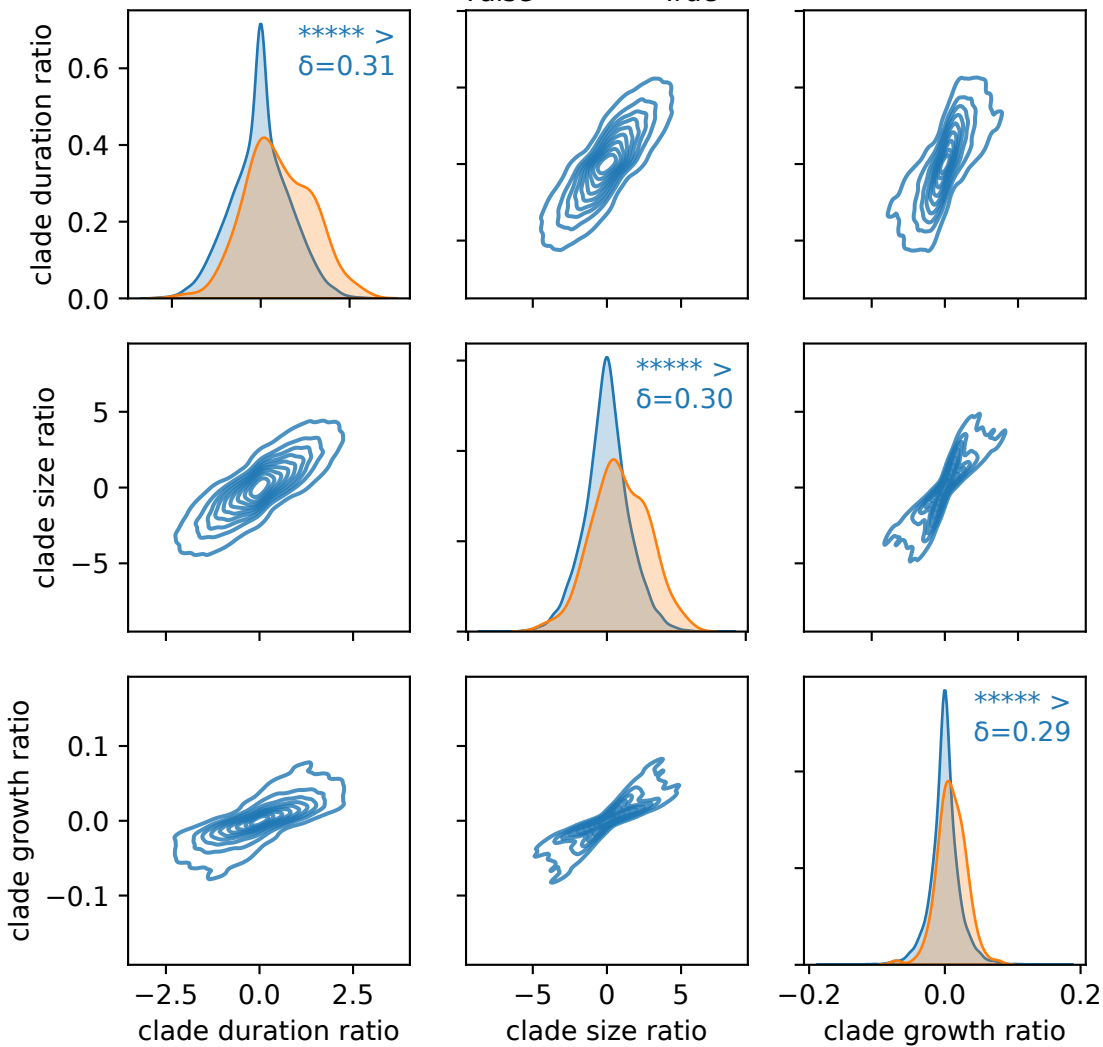 ***** >
δ=0.31
clade duration ratio
0.6
0.4
0.2
0.0
***** >
δ=0.30
clade size ratio
5
0
−5
***** >
δ=0.29
clade growth ratio
0.1
0.0
−0.1
−2.5 0.0 2.5 −5 0 5 −0.2 0.0 0.2
clade duration ratio clade size ratio clade growth ratio